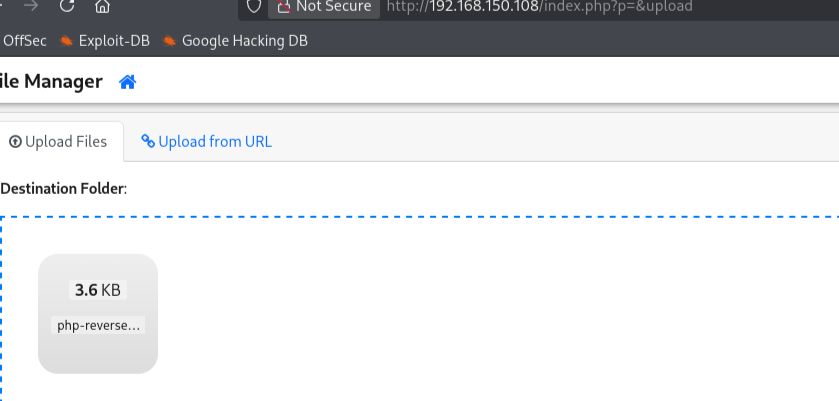 Not Secure http://192.168.150.108/index.php?p=&upload
OffSec Exploit-DB Google Hacking DB
ile Manager
Upload Files Upload from URL
Destination Folder:
3.6 KB
php-reverse...